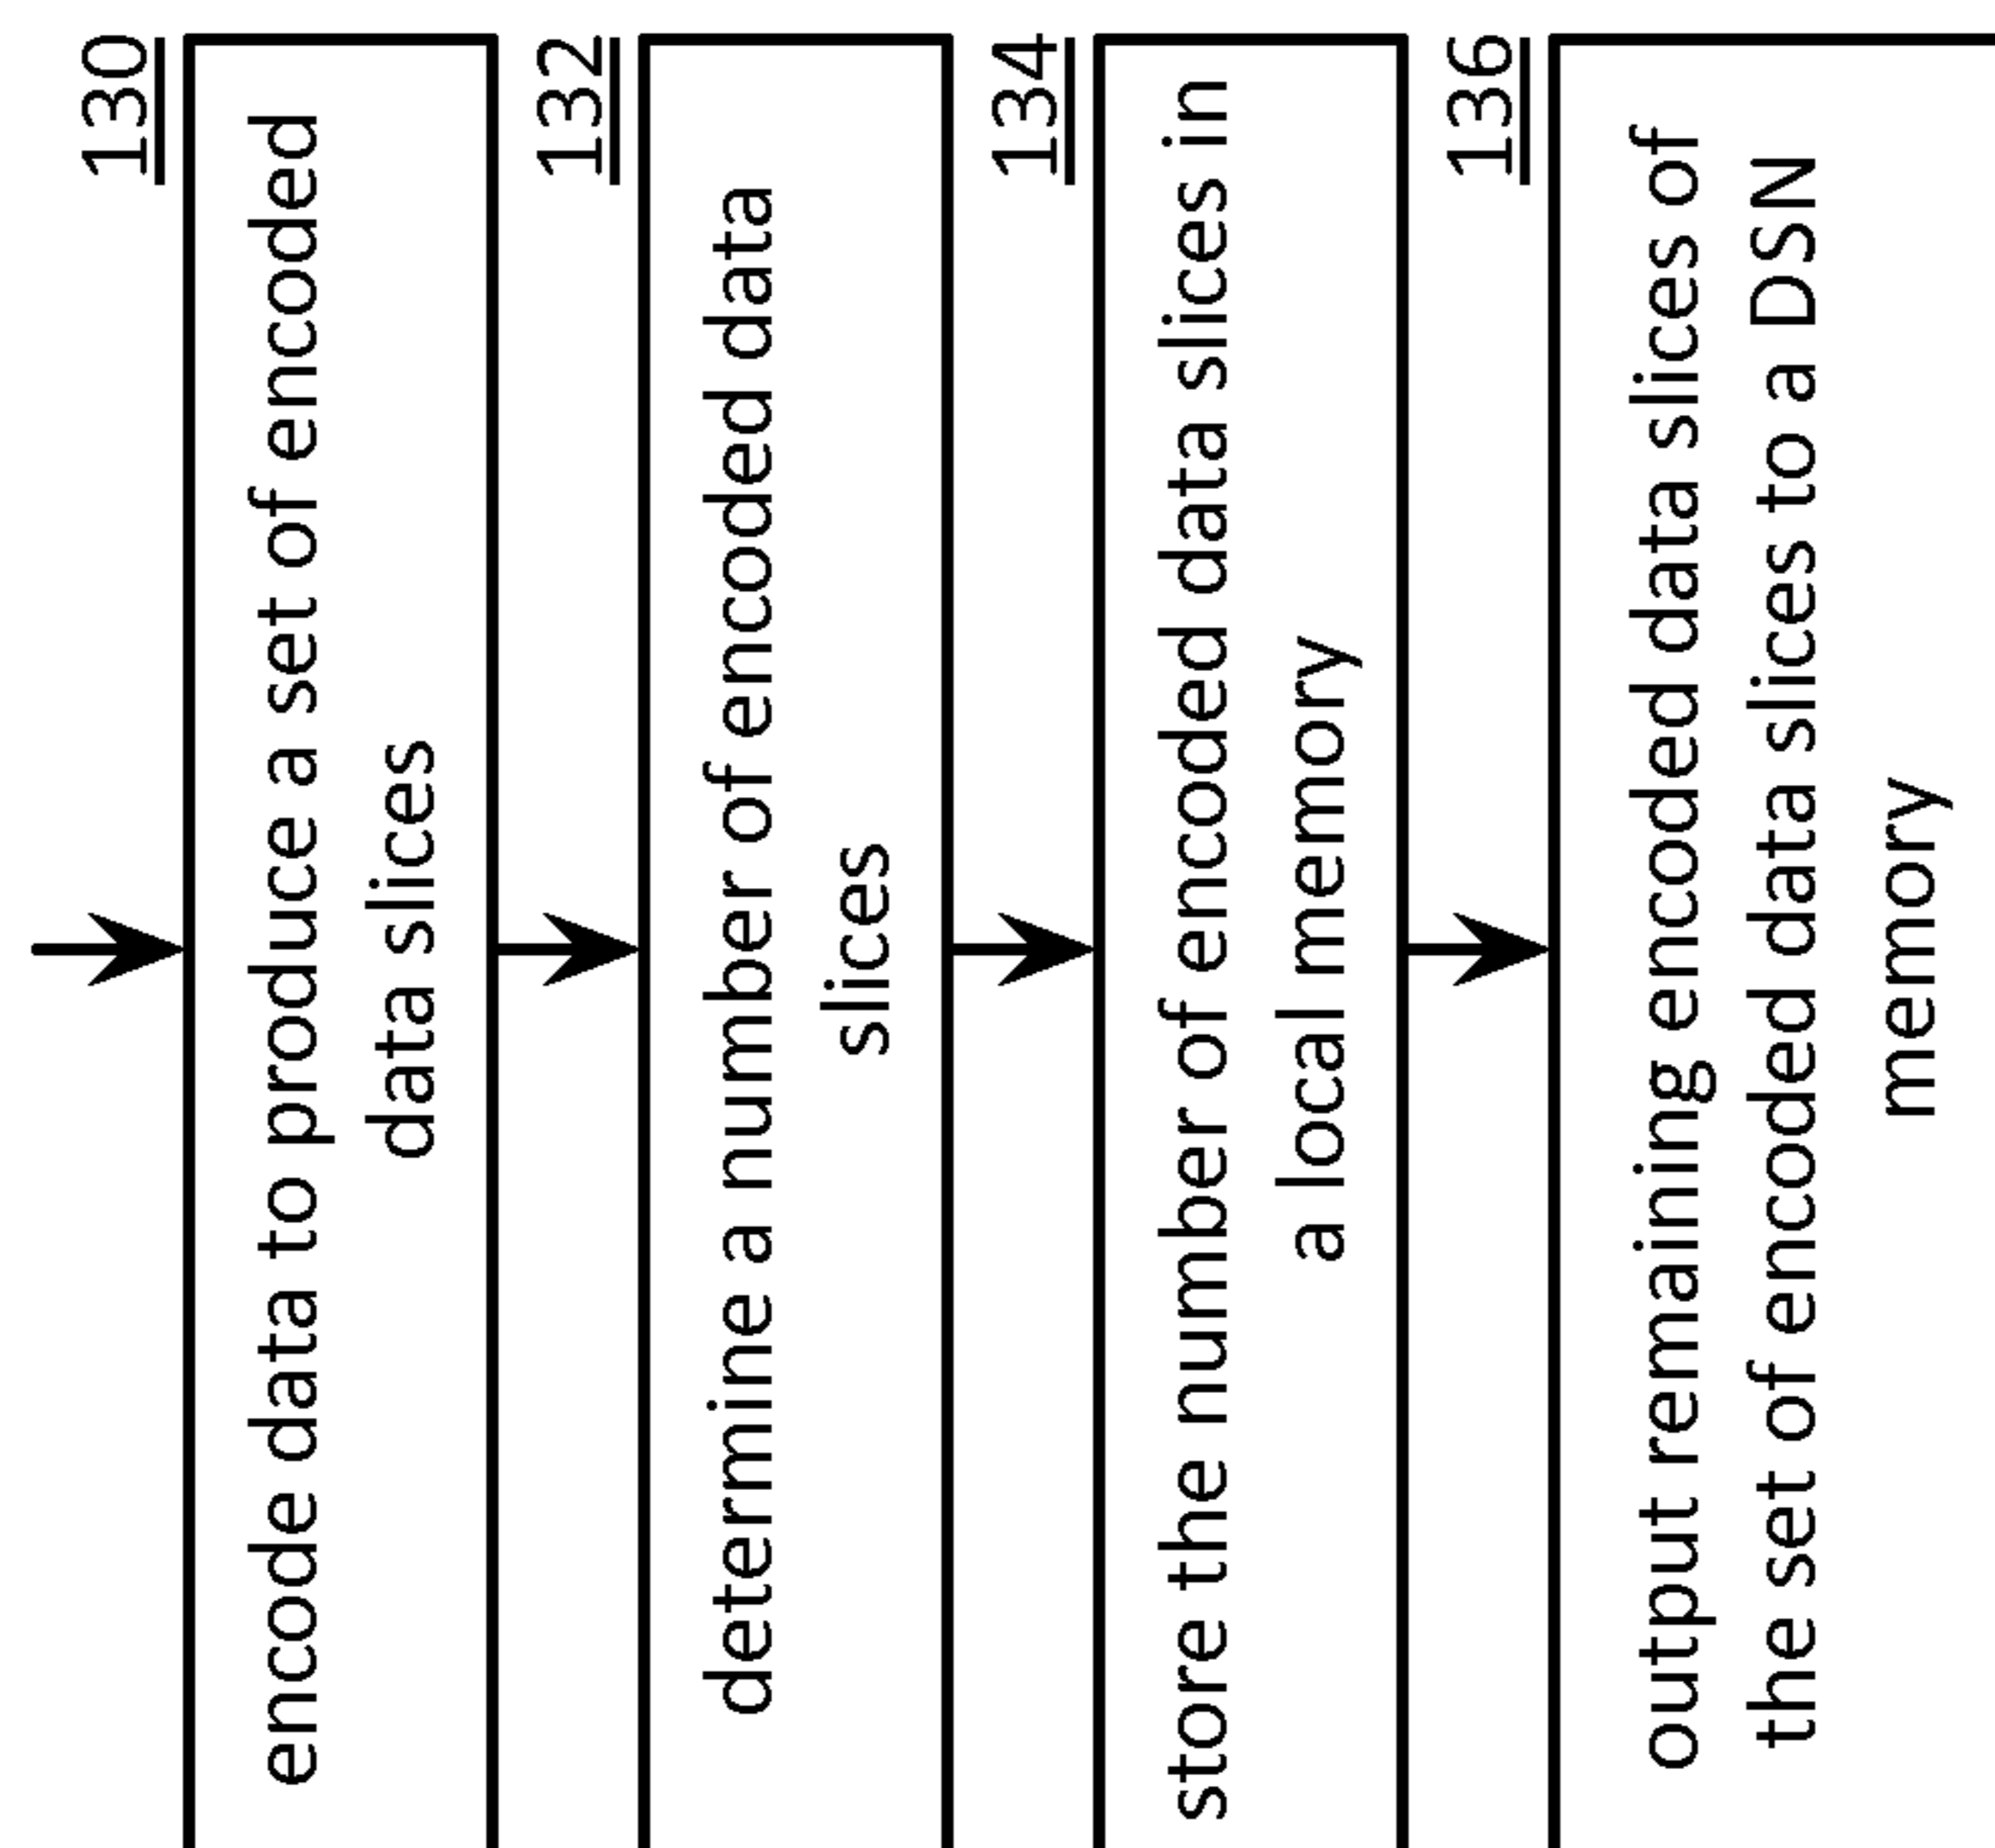 130
encode data to produce a set of encoded
data slices
132
determine a number of encoded data
slices
134
store the number of encoded data slices in
a local memory
136
output remaining encoded data slices of
the set of encoded data slices to a DSN
memory